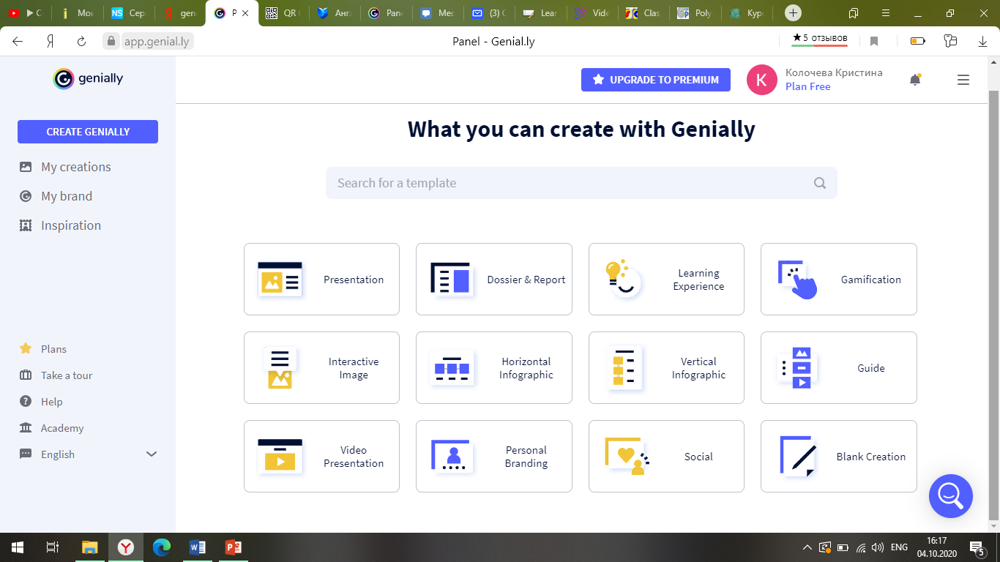 С
Мои
NS Сер
Я gen
P
QR
Англ
Pane
Мес
(3) С
Lear
Vide
Clas
Poly
Курс
app.genial.ly
Panel - Genial.ly
★5 отзывов
genially
UPGRADE TO PREMIUM
K
Колочева Кристина
Plan Free
CREATE GENIALLY
My creations
My brand
Inspiration
Plans
Take a tour
Help
Academy
English
What you can create with Genially
Search for a template
Presentation
Dossier & Report
Learning
Experience
Gamification
Interactive
Image
Horizontal
Infographic
Vertical
Infographic
Guide
Video
Presentation
Personal
Branding
Social
Blank Creation
ENG
16:17
04.10.2020
5